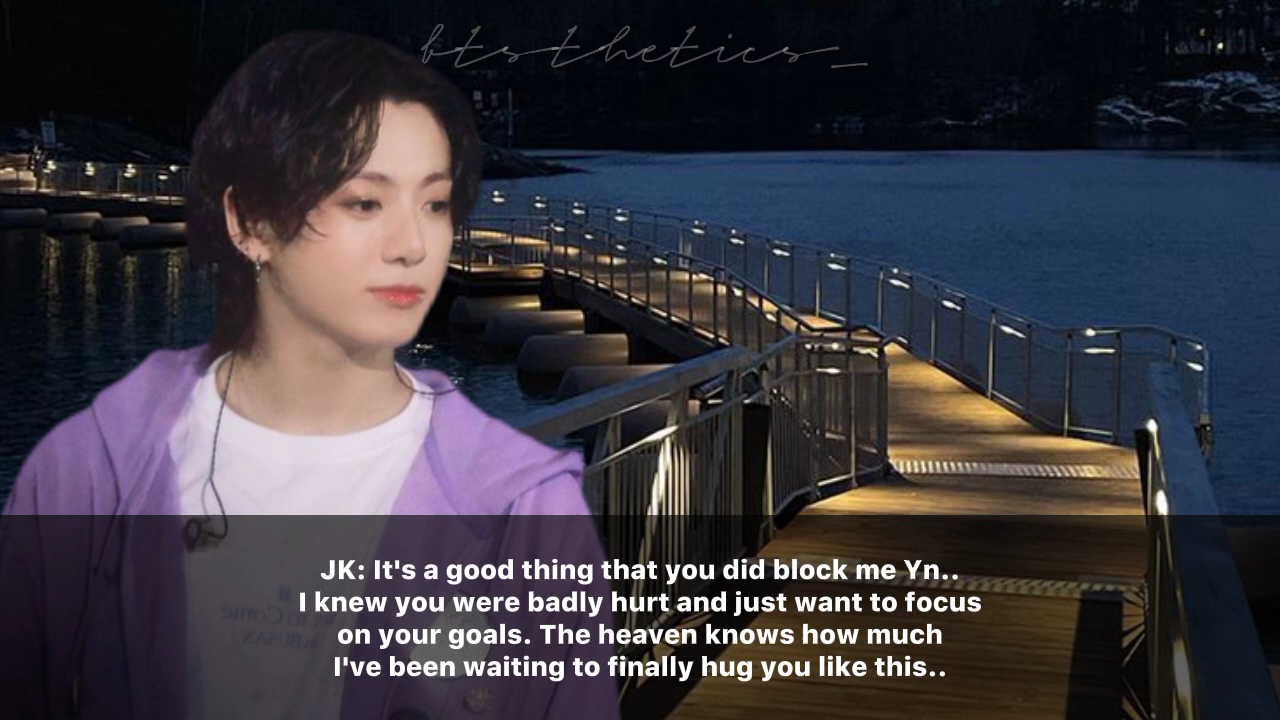 btsthetics_
JK: It's a good thing that you did block me Yn..
I knew you were badly hurt and just want to focus
on your goals. The heaven knows how much
I've been waiting to finally hug you like this..